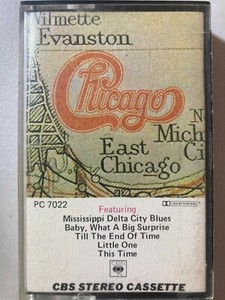 Wilmette
Evanston
Chicago
East
Chicago
Mich
Ci
PC 7022
Featuring
Mississippi Delta City Blues
Baby, What A Big Surprise
Till The End Of Time
Little One
This Time
CBS STEREO CASSETTE